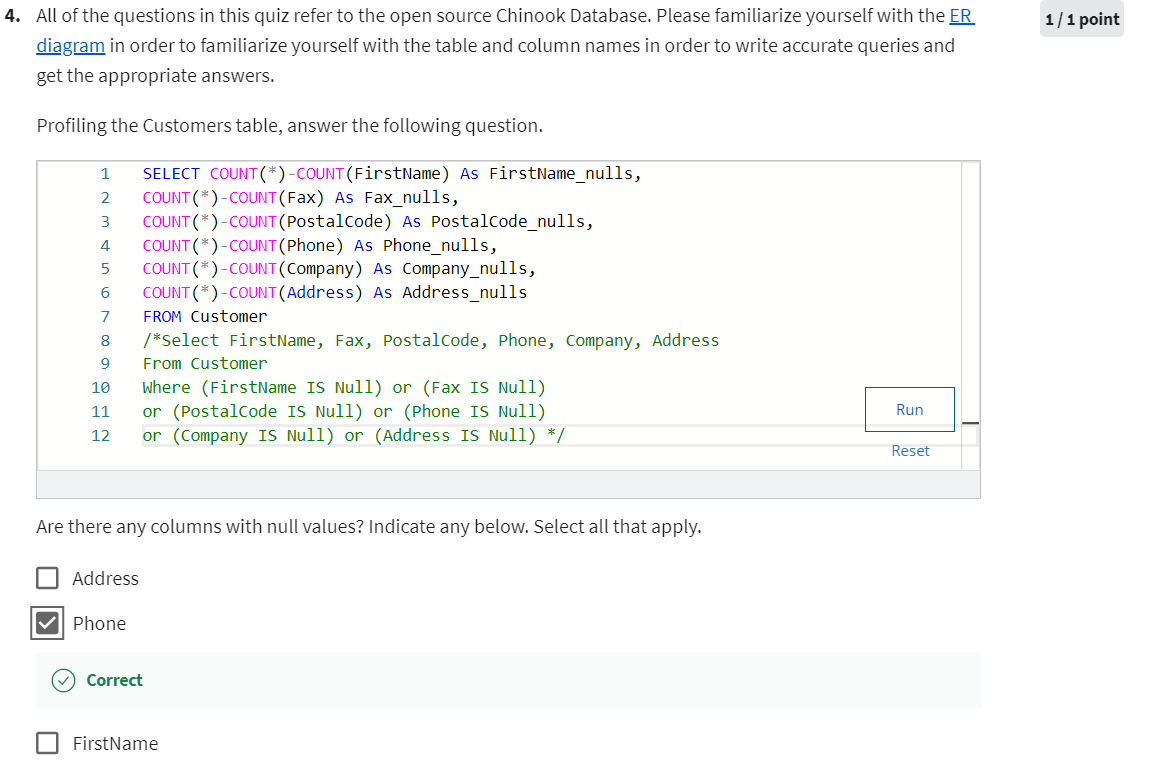 4. All of the questions in this quiz refer to the open source Chinook Database. Please familiarize yourself with the ER 1 / 1 point
diagram in order to familiarize yourself with the table and column names in order to write accurate queries and
get the appropriate answers.
Profiling the Customers table, answer the following question.
1 SELECT COUNT(*)-COUNT(FirstName) As FirstName_nulls,
2 COUNT(*)-COUNT(Fax) As Fax_nulls,
3 COUNT(*)-COUNT(PostalCode) As PostalCode_nulls,
4 COUNT(*)-COUNT(Phone) As Phone_nulls,
5 COUNT(*)-COUNT(Company) As Company_nulls,
6 COUNT(*)-COUNT(Address) As Address_nulls
7 FROM Customer
8 /*Select FirstName, Fax, PostalCode, Phone, Company, Address
9 From Customer
10 Where (FirstName IS Null) or (Fax IS Null)
11 or (PostalCode IS Null) or (Phone IS Null)
12 or (Company IS Null) or (Address IS Null) */
Run
Reset
Are there any columns with null values? Indicate any below. Select all that apply.
Address
Phone
Correct
FirstName